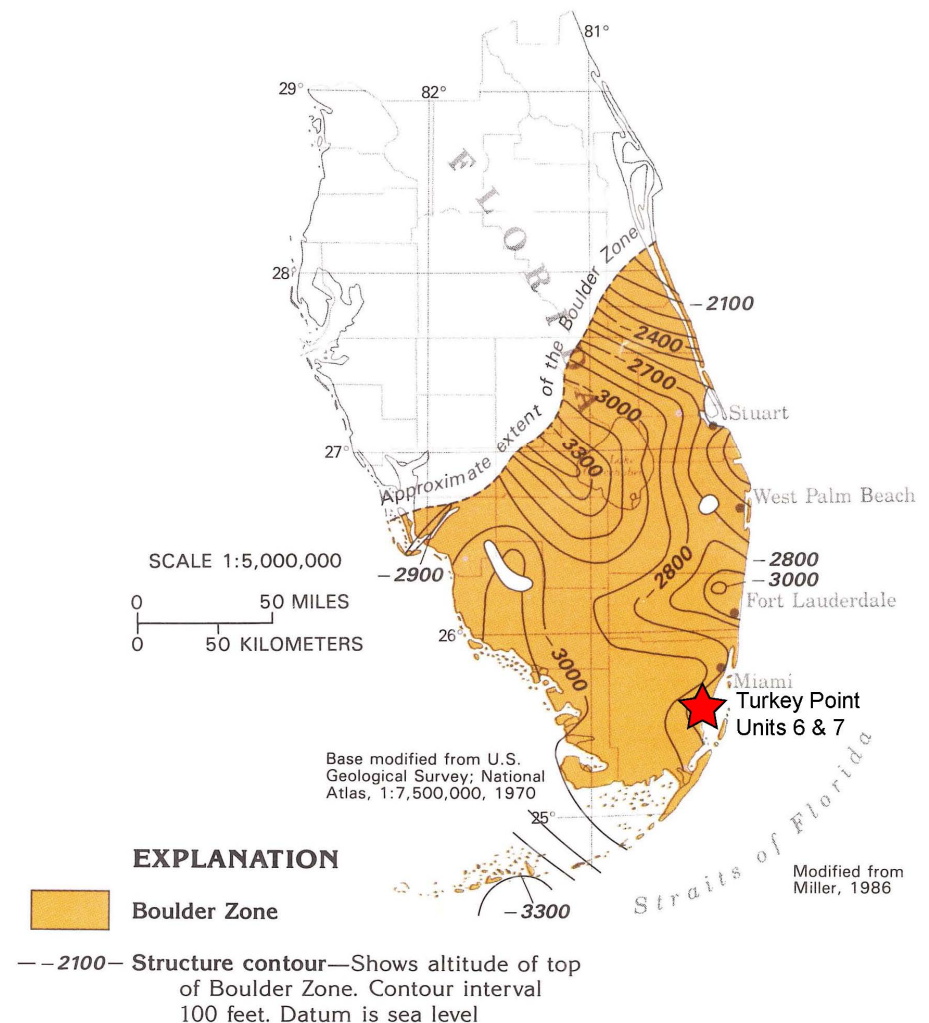 81°
29°
82°
FLORIDA
28°
Approximate extent of the Boulder Zone
-2100
-2400
-2700
-3000
Stuart
-3300
27°
Lake
West Palm Beach
SCALE 1:5,000,000
-2900
-2800
-2800
-3000
0 50 MILES
0 50 KILOMETERS
Fort Lauderdale
26°
-3000
Miami
Turkey Point
Units 6 & 7
Base modified from U.S.
Geological Survey; National
Atlas, 1:7,500,000, 1970
25°
Straits of Florida
EXPLANATION
Modified from
Miller, 1986
Boulder Zone
-3300
--2100- Structure contour—Shows altitude of top
of Boulder Zone. Contour interval
100 feet. Datum is sea level